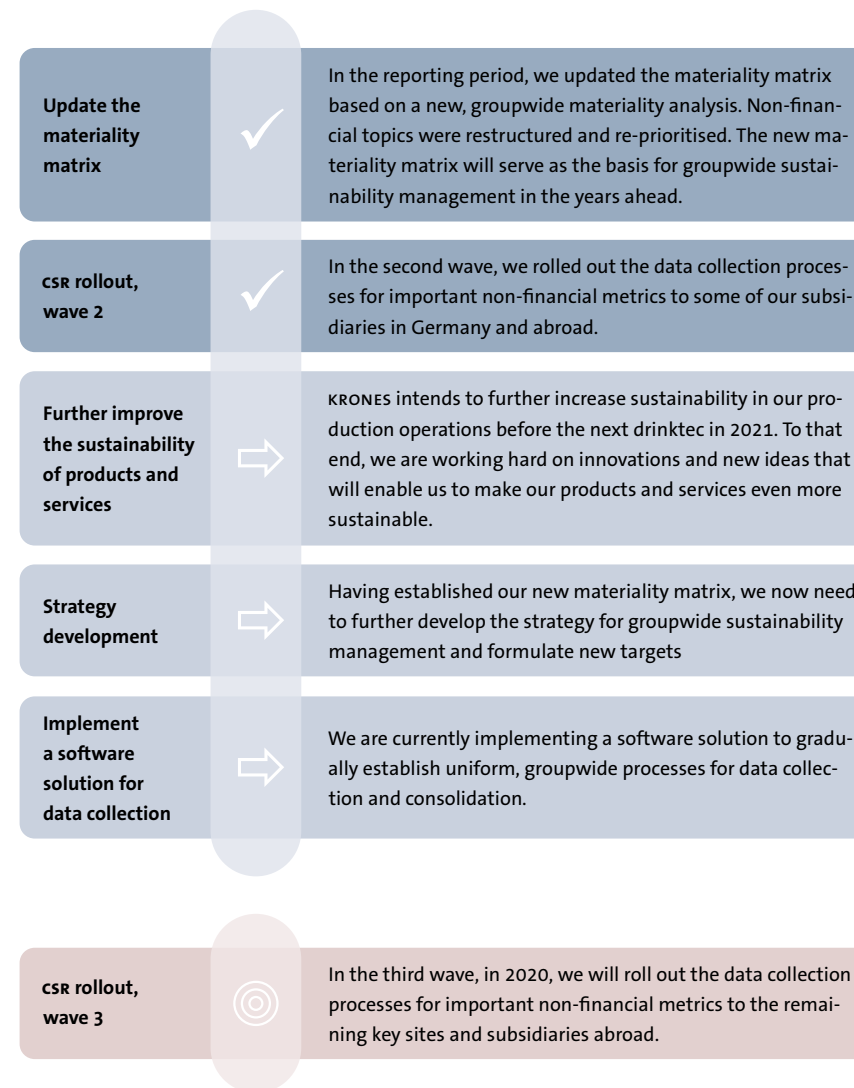 Update the
materiality
matrix
In the reporting period, we updated the materiality matrix
based on a new, groupwide materiality analysis. Non-finan-
cial topics were restructured and re-prioritised. The new ma-
teriality matrix will serve as the basis for groupwide sustai-
nability management in the years ahead.
CSR rollout,
wave 2
In the second wave, we rolled out the data collection proces-
ses for important non-financial metrics to some of our subsi-
diaries in Germany and abroad.
Further improve
the sustainability
of products and
services
KRONES intends to further increase sustainability in our pro-
duction operations before the next drinktec in 2021. To that
end, we are working hard on innovations and new ideas that
will enable us to make our products and services even more
sustainable.
Strategy
development
Having established our new materiality matrix, we now need
to further develop the strategy for groupwide sustainability
management and formulate new targets
Implement
a software
solution for
data collection
We are currently implementing a software solution to gradu-
ally establish uniform, groupwide processes for data collec-
tion and consolidation.
CSR rollout,
wave 3
In the third wave, in 2020, we will roll out the data collection
processes for important non-financial metrics to the remai-
ning key sites and subsidiaries abroad.